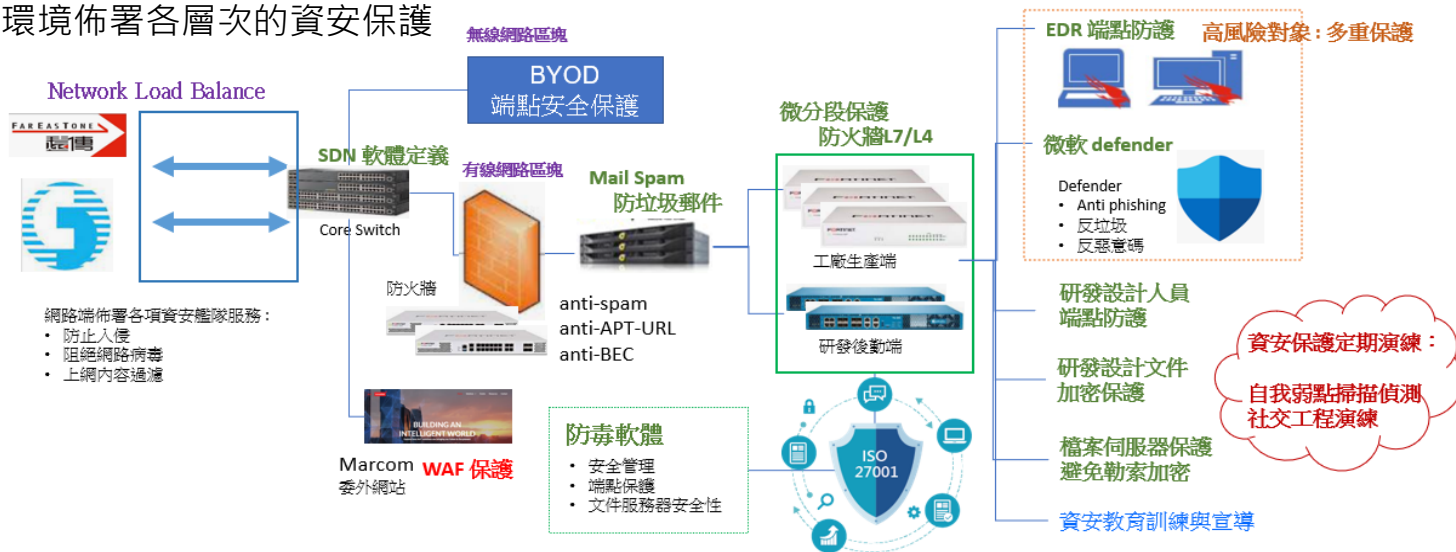 環境佈署各層次的資安保護
Network Load Balance
FAREASTONE
遠傳
網路端佈署各項資安艦隊服務：
• 防止入侵
• 阻絕網路病毒
• 上網內容過濾
SDN 軟體定義
Core Switch
無線網路區塊
BYOD
端點安全保護
有線網路區塊
防火牆
Mail Spam
防垃圾郵件
anti-spam
anti-APT-URL
anti-BEC
BUILDING AN
INTELLIGENT WORLD
Marcom WAF 保護
委外網站
微分段保護
防火牆L7/L4
FORTINET
FORTINET
FORTINET
工廠生產端
研發後勤端
防毒軟體
• 安全管理
• 端點保護
• 文件服務器安全性
ISO
27001
EDR 端點防護
高風險對象：多重保護
微軟 defender
Defender
• Anti phishing
• 反垃圾
• 反惡意碼
研發設計人員
端點防護
研發設計文件
加密保護
檔案伺服器保護
避免勒索加密
資安教育訓練與宣導
資安保護定期演練：
自我弱點掃描偵測
社交工程演練